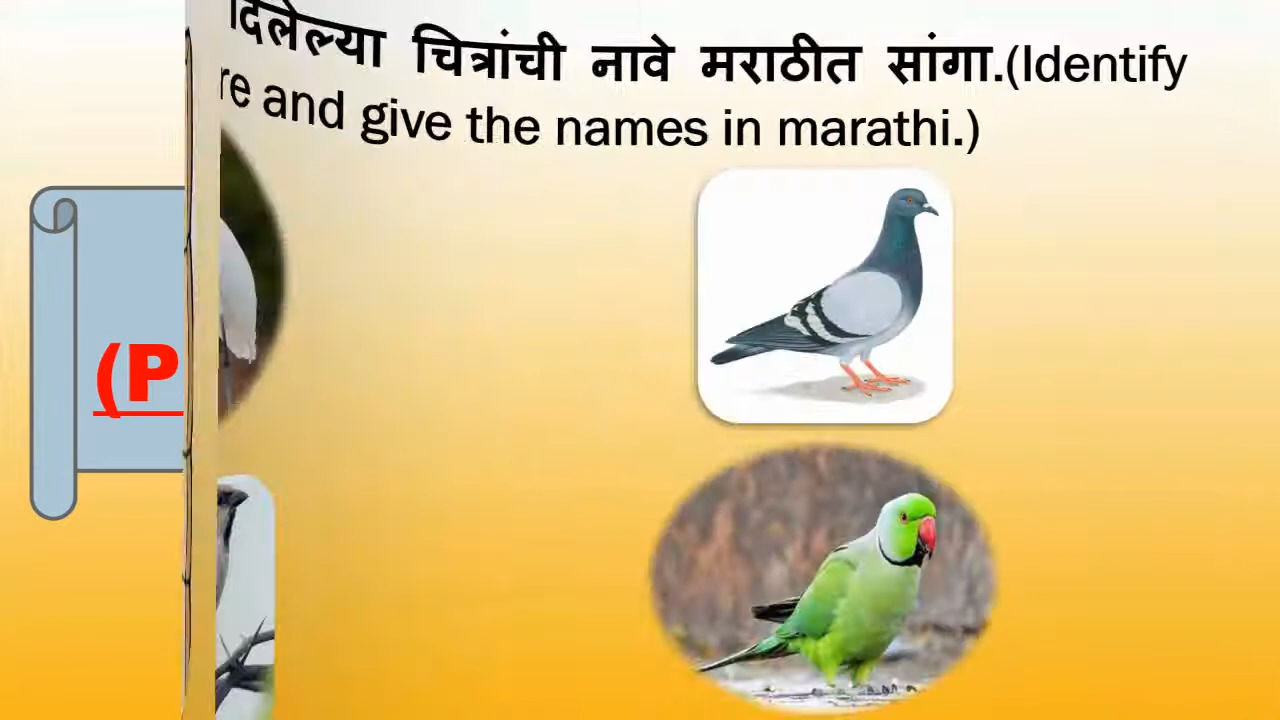 दिलेल्या चित्रांची नावे मराठीत सांगा.(Identify
re and give the names in marathi.)
(P